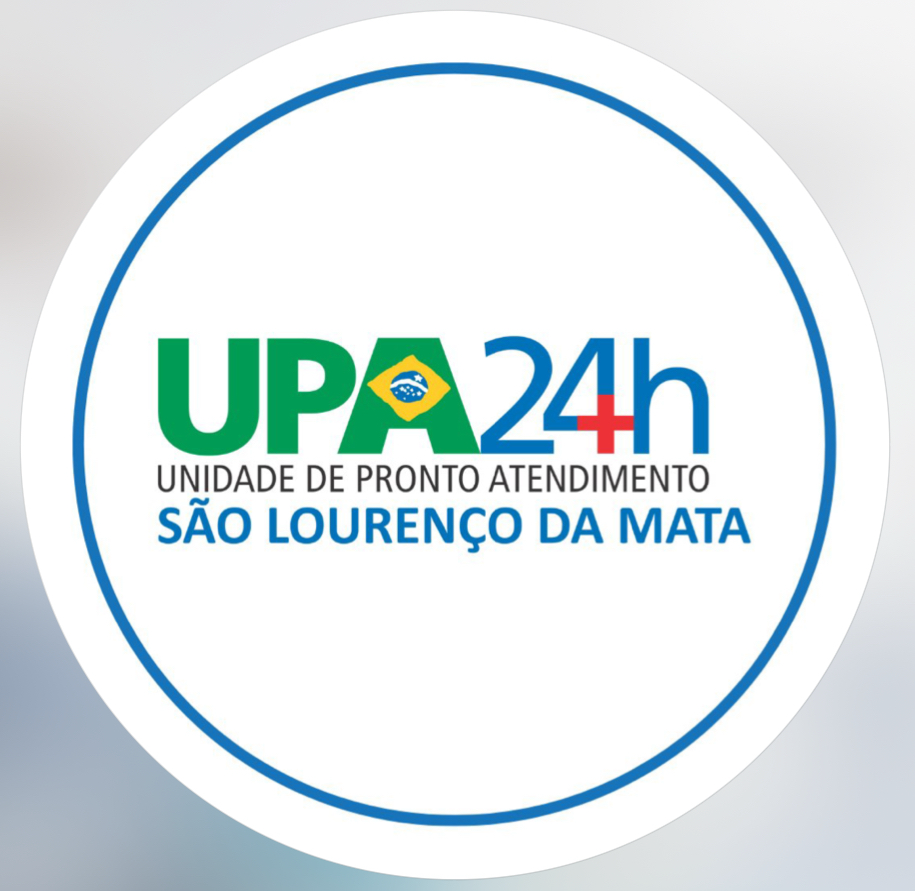 UPA24h
UNIDADE DE PRONTO ATENDIMENTO
SÃO LOURENÇO DA MATA